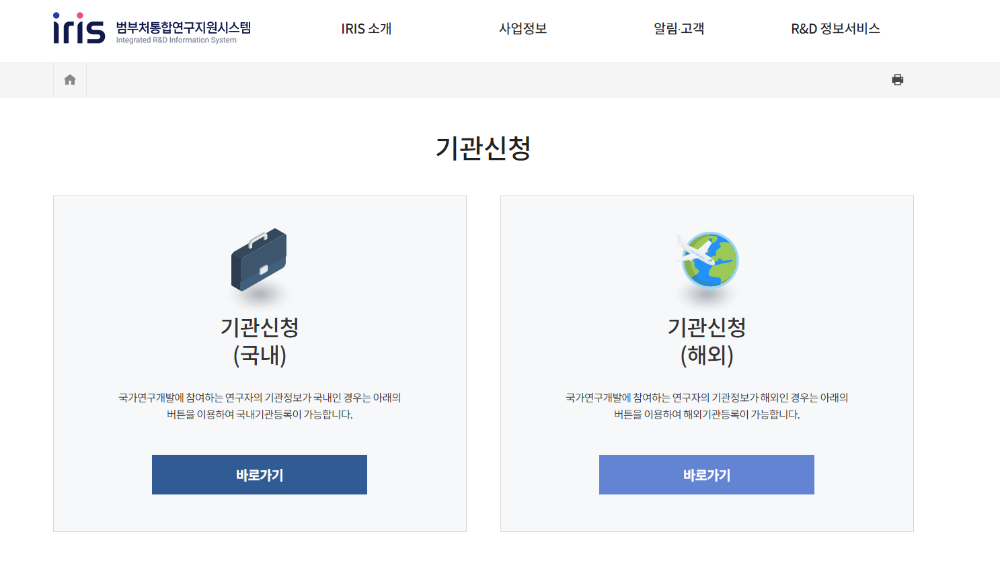 iris 범부처통합연구지원시스템
Integrated R&D Information System
IRIS 소개
사업정보
알림·고객
R&D 정보서비스
기관신청
기관신청
(국내)
국가연구개발에 참여하는 연구자의 기관정보가 국내인 경우는 아래의
버튼을 이용하여 국내기관등록이 가능합니다.
바로가기
기관신청
(해외)
국가연구개발에 참여하는 연구자의 기관정보가 해외인 경우는 아래의
버튼을 이용하여 해외기관등록이 가능합니다.
바로가기